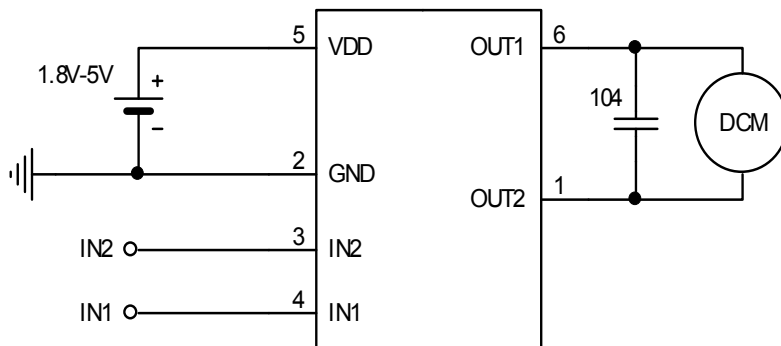 5 VDD OUT1 6
1.8V-5V + 104 DCM
−
2 GND
OUT2 1
IN2 3 IN2
IN1 4 IN1